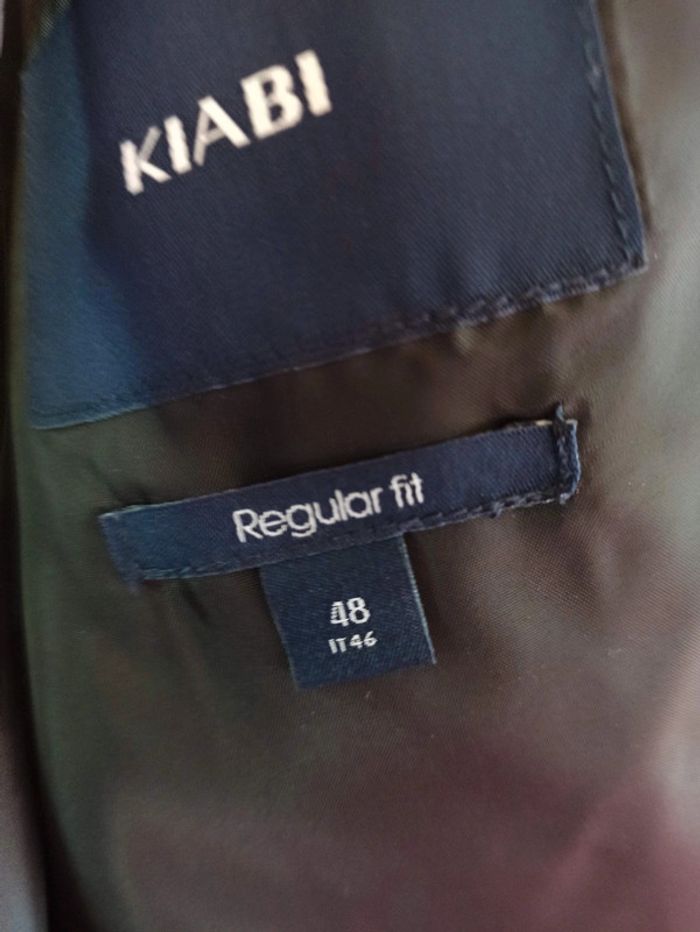 KIABI
Regular fit
48
IT46